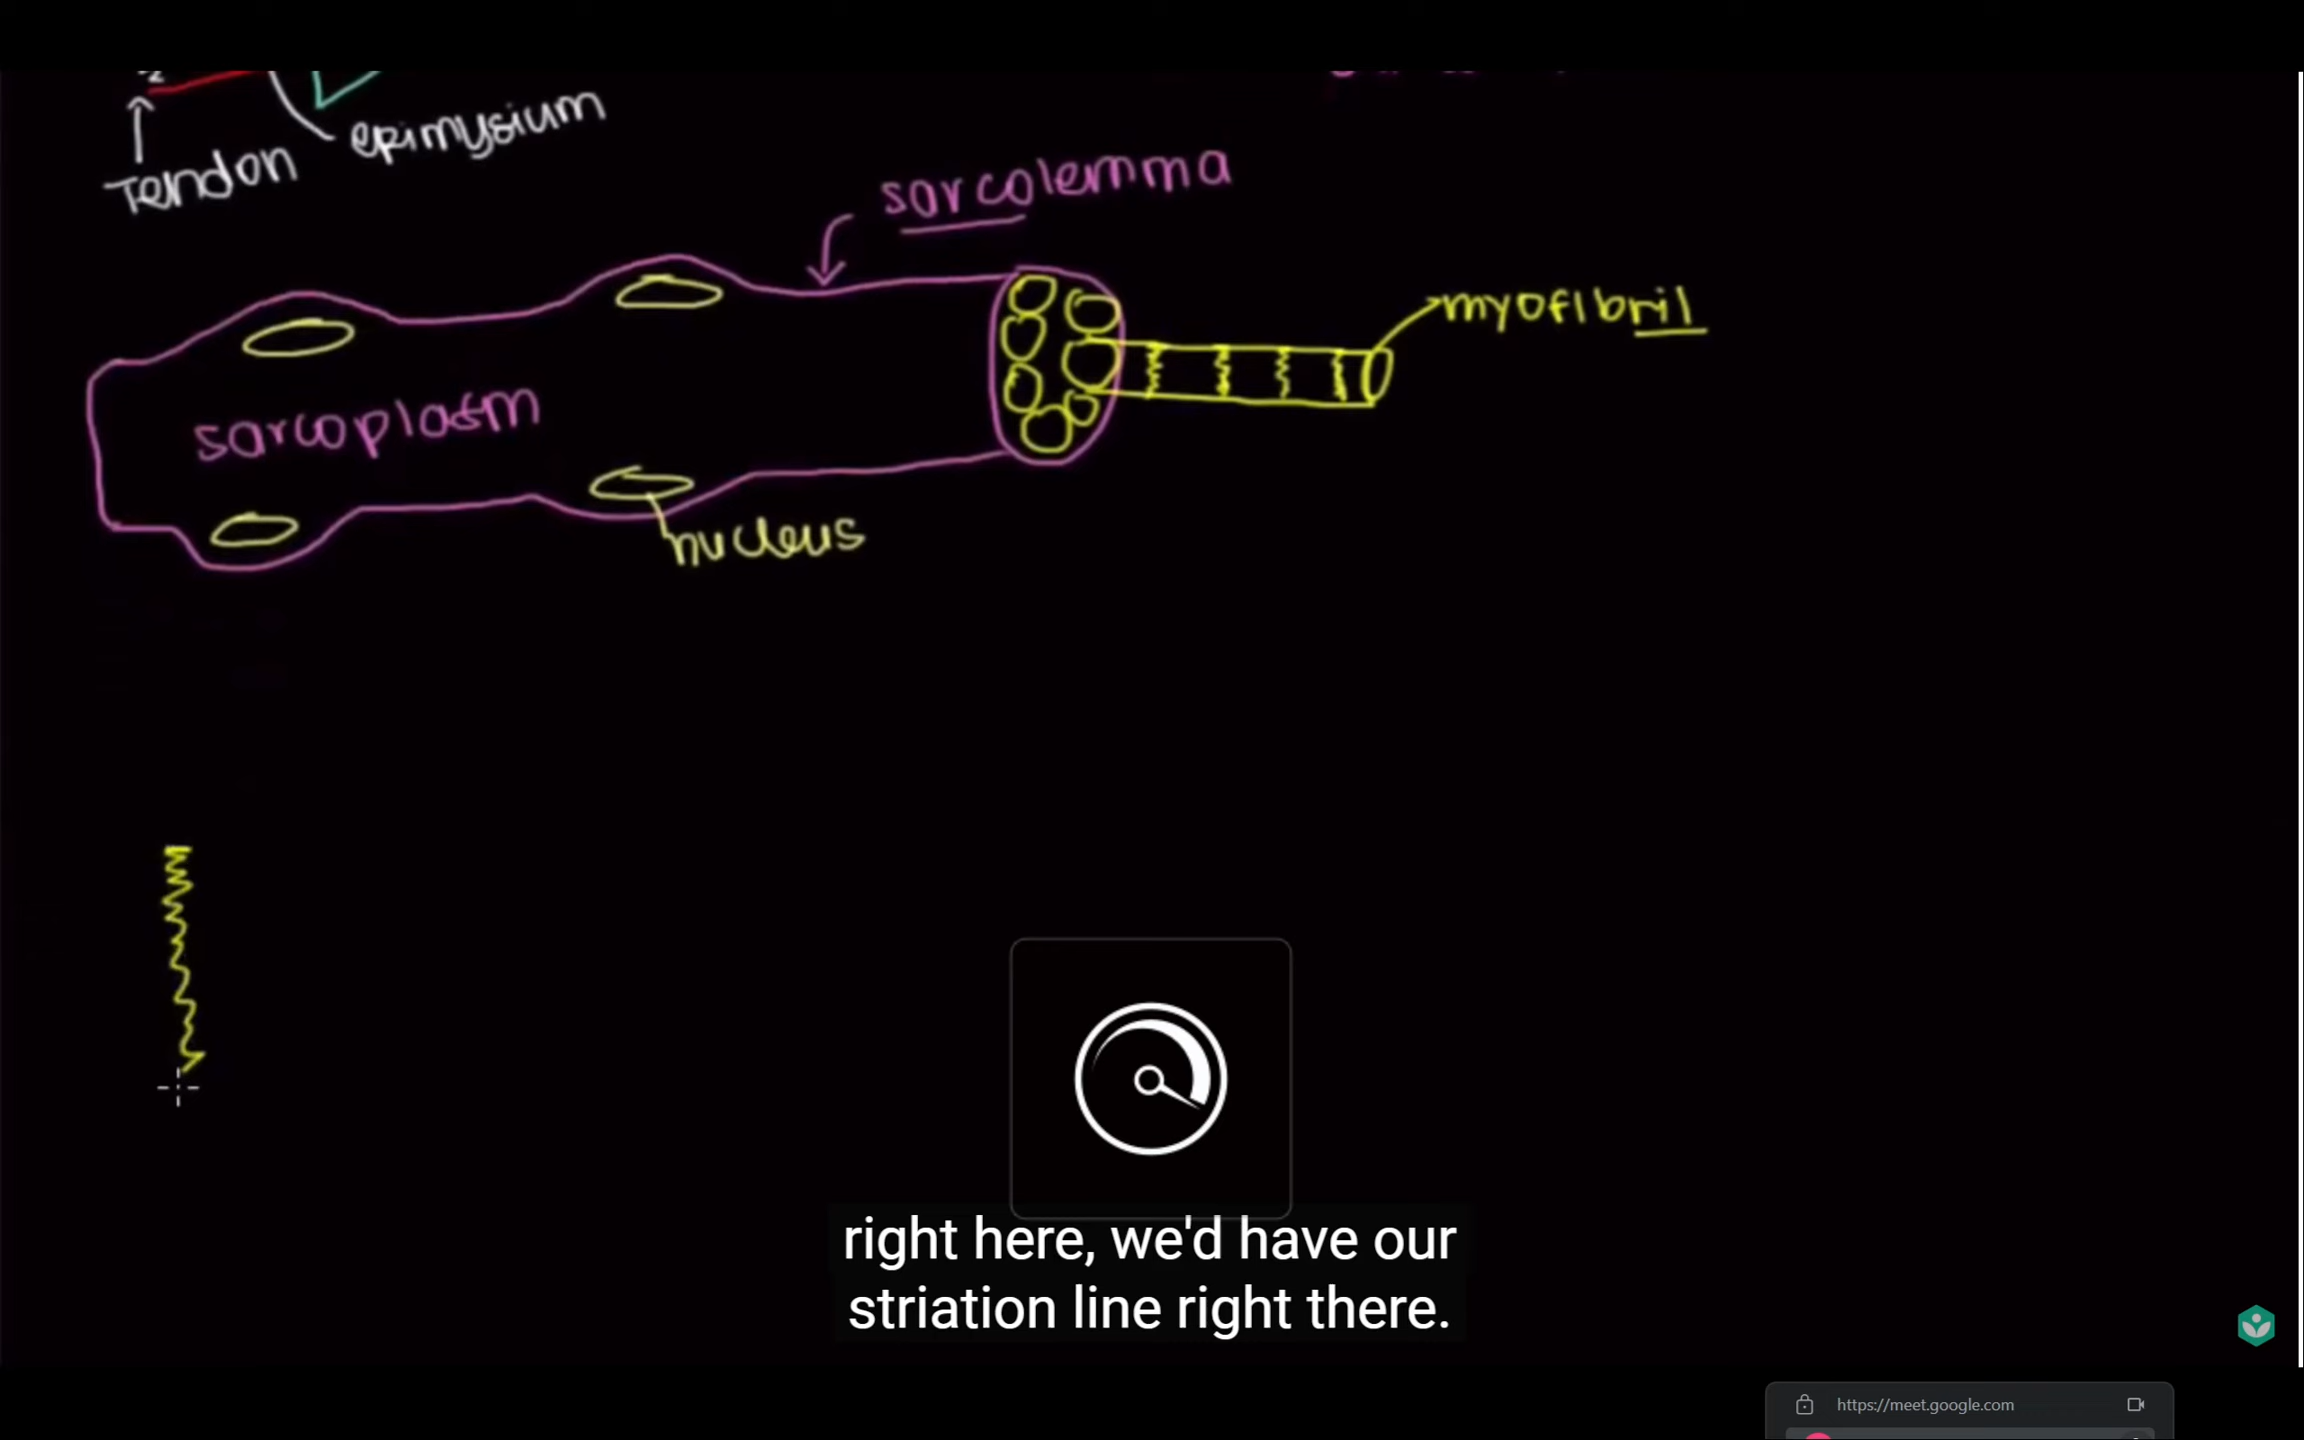 epimysium
Tendon
sarcolemma
myofibril
sarcoplasm
nucleus
right here, we'd have our
striation line right there.
https://meet.google.com